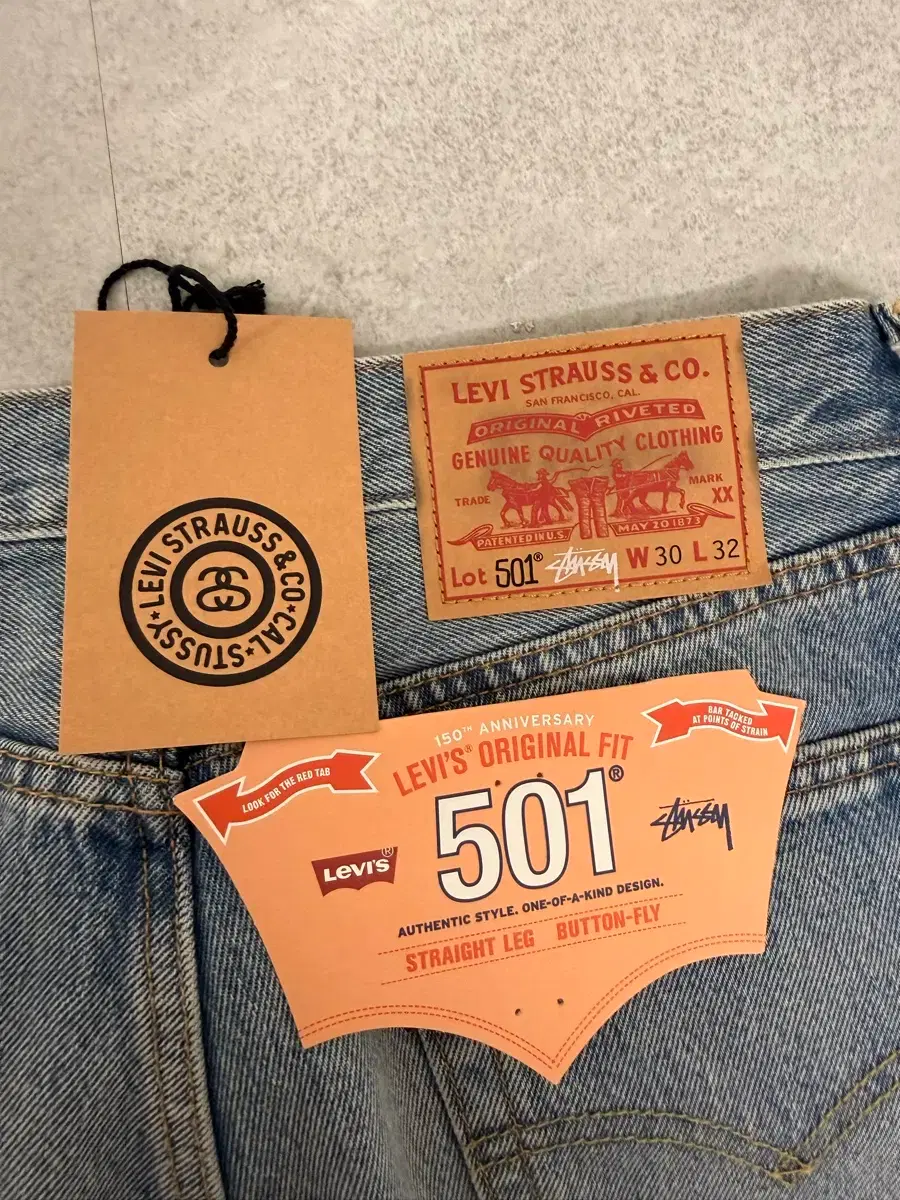 LEVI STRAUSS & CO.
SAN FRANCISCO, CAL.
ORIGINAL RIVETED
GENUINE QUALITY CLOTHING
TRADE MARK
XX
PATENTED IN U.S. MAY 20 1873
Lot 501® STÜSSY W 30 L 32
LEVI STRAUSS & CO★CAL★STUSSY★
150TH ANNIVERSARY
LEVI'S® ORIGINAL FIT
501®
LOOK FOR THE RED TAB
BAR TACKED
AT POINTS OF STRAIN
LEVI'S®
STÜSSY
AUTHENTIC STYLE. ONE-OF-A-KIND DESIGN.
STRAIGHT LEG BUTTON-FLY